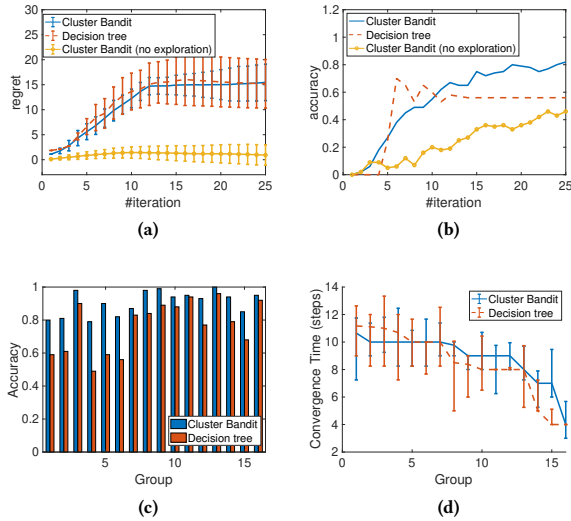 30
25
20
15
10
5
0
regret
Cluster Bandit
Decision tree
Cluster Bandit (no exploration)
0 5 10 15 20 25
#iteration
(a)
1
0.8
0.6
0.4
0.2
0
accuracy
Cluster Bandit
Decision tree
Cluster Bandit (no exploration)
0 5 10 15 20 25
#iteration
(b)
1
0.8
0.6
0.4
0.2
0
Accuracy
Cluster Bandit
Decision tree
5 10 15
Group
(c)
14
12
10
8
6
4
2
Convergence Time (steps)
Cluster Bandit
Decision tree
0 5 10 15
Group
(d)